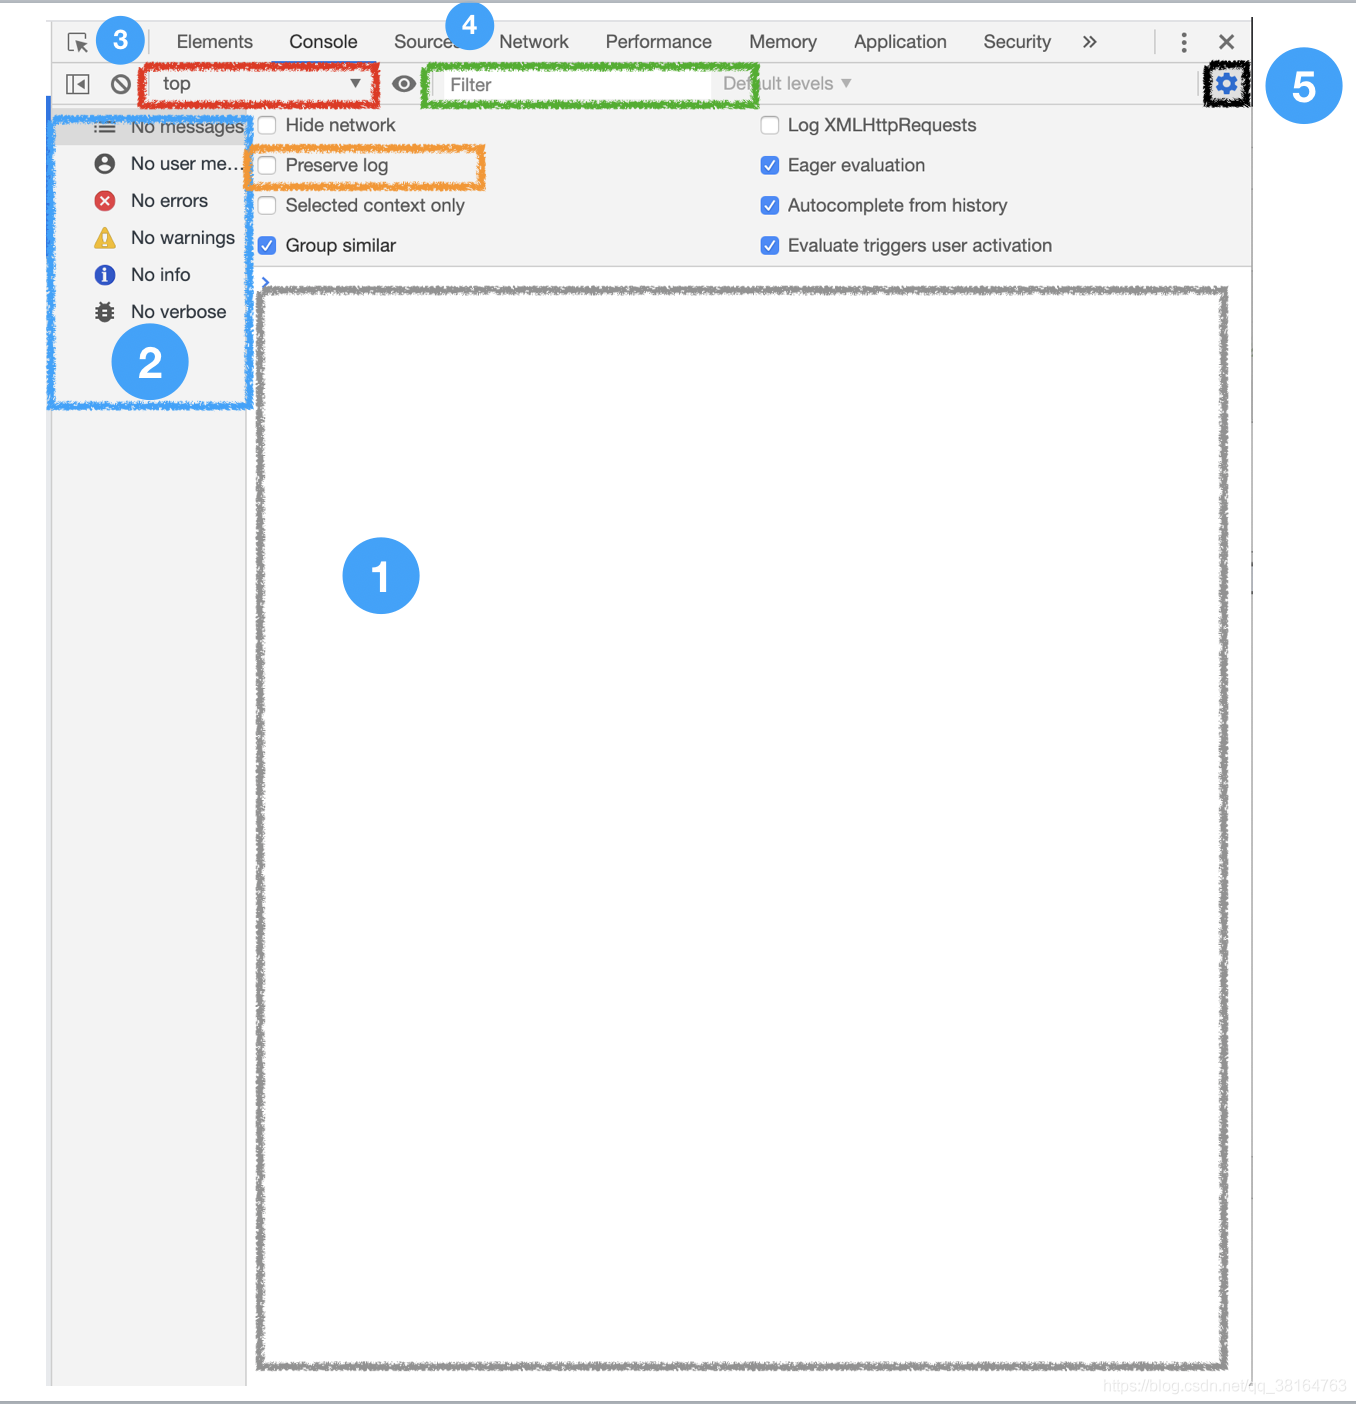 3 Elements Console Sources 4 Network Performance Memory Application Security
top Filter Default levels 5
No messages Hide network Log XMLHttpRequests
No user me... Preserve log Eager evaluation
No errors Selected context only Autocomplete from history
No warnings Group similar Evaluate triggers user activation
No info
No verbose
2
1
https://blog.csdn.net/qq_38164763